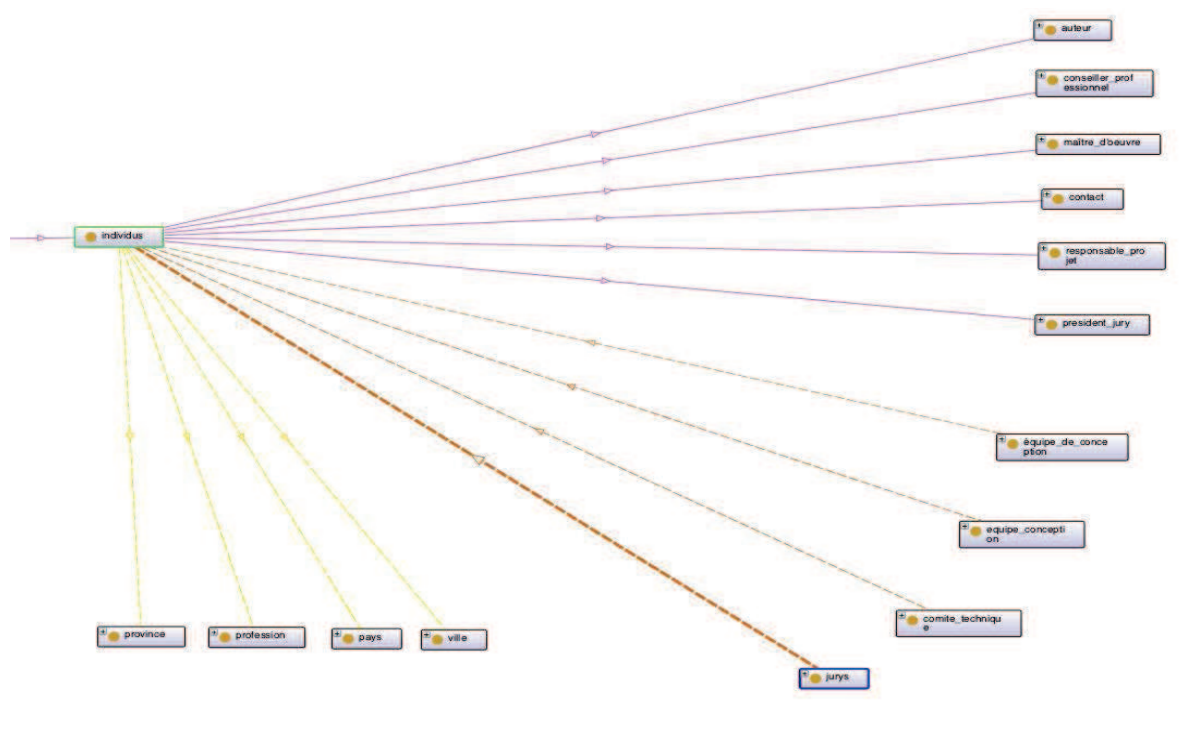 auteur
conseiller_prof
essionnel
maître_d'oeuvre
contact
individus
responsable_pro
jet
president_jury
équipe_de_conce
ption
equipe_concepti
on
comite_techniqu
e
province
profession
pays
ville
jurys